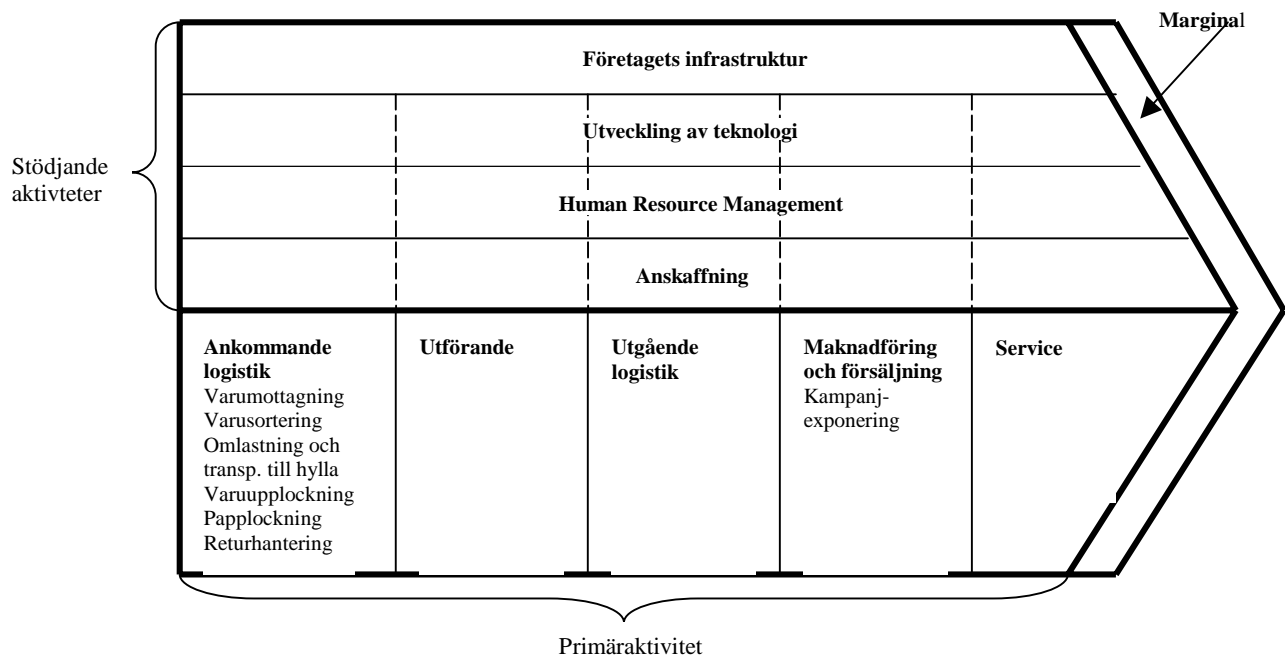 Marginal
Företagets infrastruktur
Utveckling av teknologi
Stödjande
aktivteter
Human Resource Management
Anskaffning
Ankommande
logistik
Varumottagning
Varusortering
Omlastning och
transp. till hylla
Varuupplockning
Papplockning
Returhantering
Utförande
Utgående
logistik
Maknadföring
och försäljning
Kampanj-
exponering
Service
Primäraktivitet